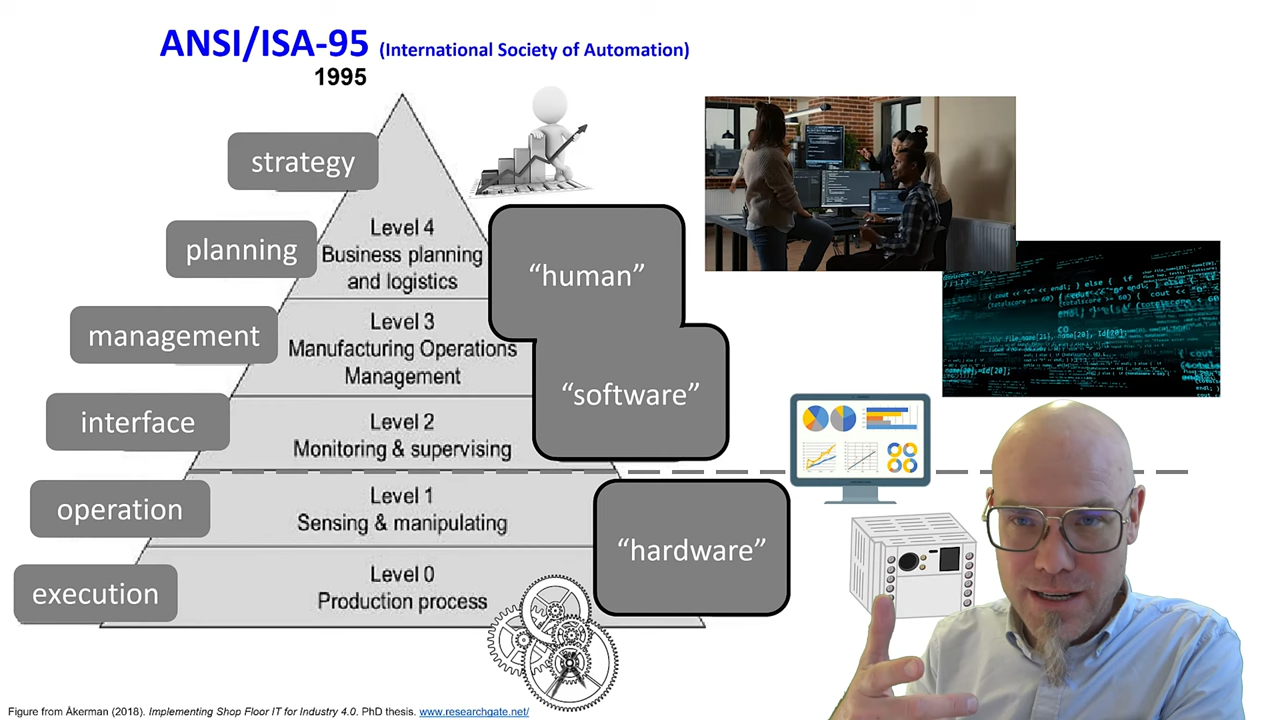 ANSI/ISA-95 (International Society of Automation)
1995
strategy
planning
management
interface
operation
execution
Level 4
Business planning
and logistics
Level 3
Manufacturing Operations
Management
Level 2
Monitoring & supervising
Level 1
Sensing & manipulating
Level 0
Production process
“human”
“software”
“hardware”
Figure from Åkerman (2018). Implementing Shop Floor IT for Industry 4.0. PhD thesis. www.researchgate.net/